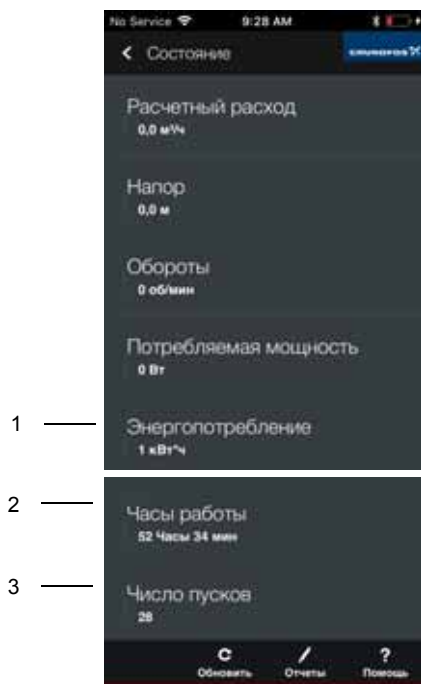 No Service 9:28 AM
Состояние
GRUNDFOS
Расчетный расход
0,0 м³/ч
Напор
0,0 м
Обороты
0 об/мин
Потребляемая мощность
0 Вт
1
Энергопотребление
1 кВт*ч
2
Часы работы
52 Часы 34 мин
3
Число пусков
28
Обновить Отчеты ? Помощь